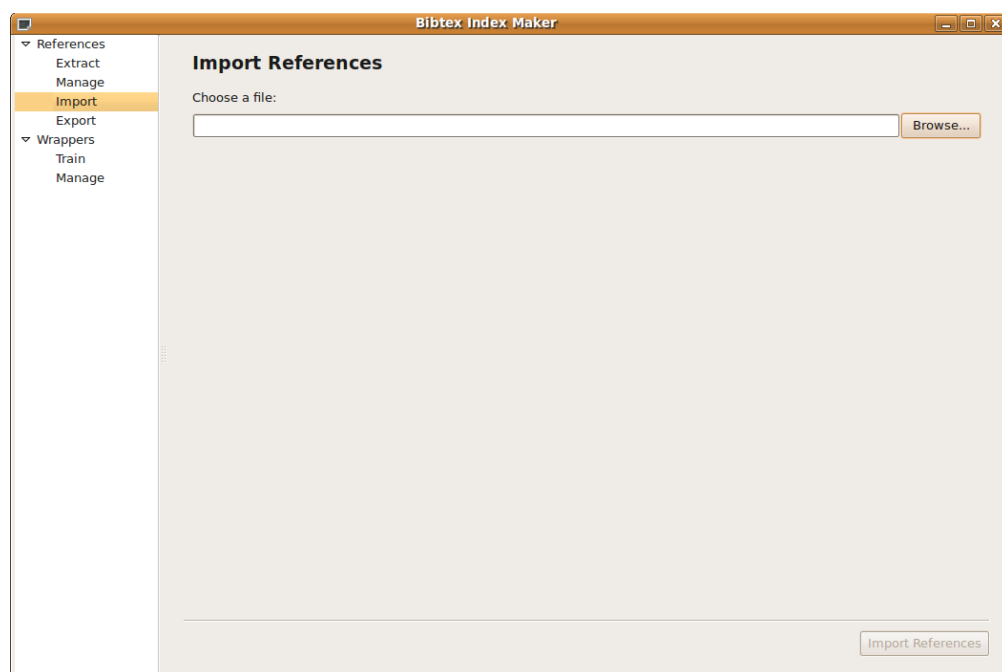 Bibtex Index Maker
References
Extract
Manage
Import
Export
Wrappers
Train
Manage
Import References
Choose a file:
Browse...
Import References